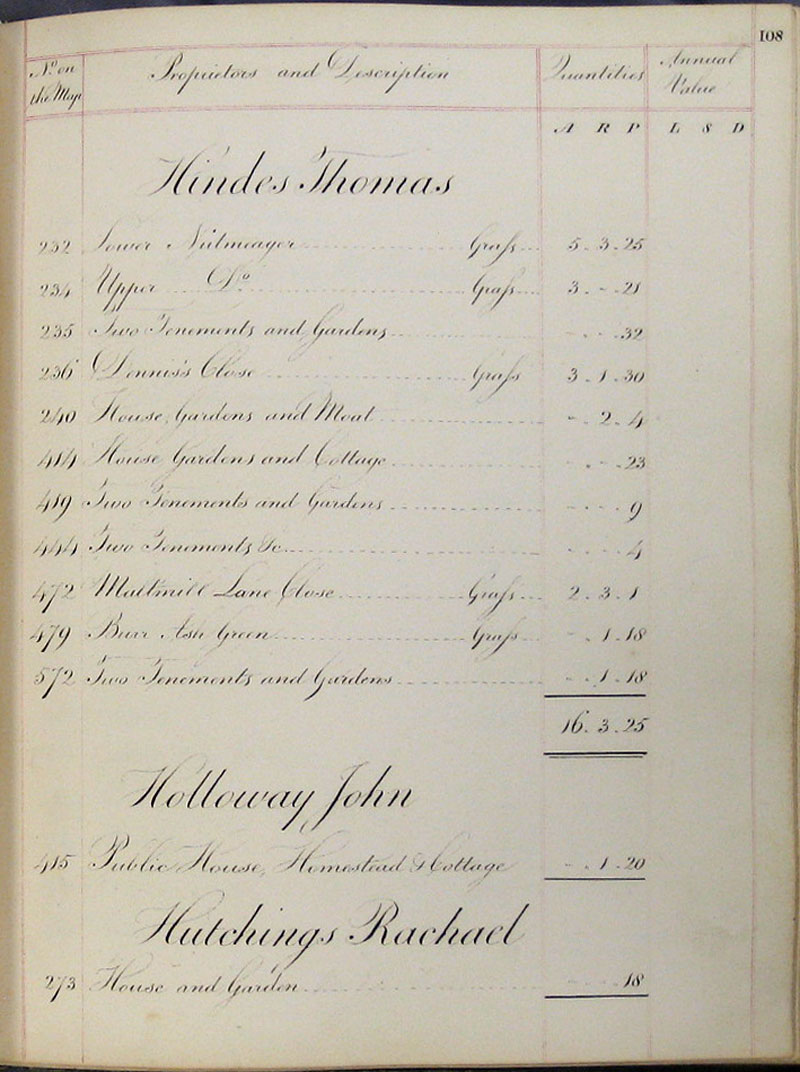 108
No. on the Map Proprietors and Description Quantities Annual Value
A R P L S D
Hindes Thomas
232 Lower Nutmeager Grass 5 . 3 . 25
234 Upper Do Grass 3 . - . 21
235 Two Tenements and Gardens - . - . 32
236 Dennis's Close Grass 3 . 1 . 30
240 House, Gardens and Moat - . 2 . 4
414 House Gardens and Cottage - . - . 23
419 Two Tenements and Gardens - . - . 9
444 Two Tenements &c - . - . 4
472 Maltmill Lane Close Grass 2 . 3 . 1
479 Burr Ash Green Grass - . 1 . 18
572 Two Tenements and Gardens - . 1 . 18
16 . 3 . 25
Holloway John
415 Public House, Homestead & Cottage - . 1 . 20
Hutchings Rachael
273 House and Garden - . - . 18